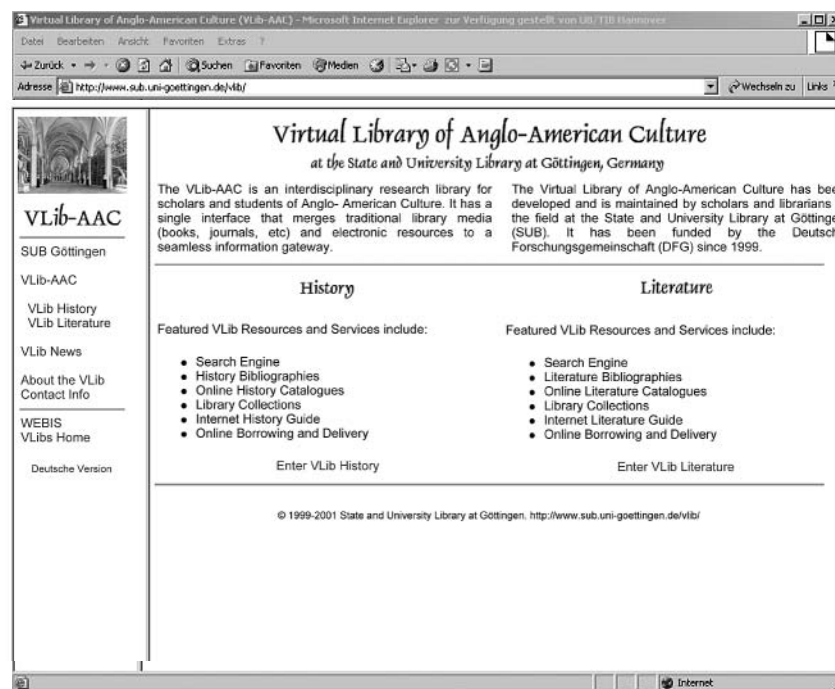 Virtual Library of Anglo-American Culture (VLib-AAC) - Microsoft Internet Explorer zur Verfügung gestellt von UB/TIB Hannover
Datei Bearbeiten Ansicht Favoriten Extras ?
Zurück Suchen Favoriten Medien
Adresse http://www.sub.uni-goettingen.de/vlib/ Wechseln zu Links
VLib-AAC
SUB Göttingen
VLib-AAC
VLib History
VLib Literature
VLib News
About the VLib
Contact Info
WEBIS
VLibs Home
Deutsche Version
Virtual Library of Anglo-American Culture
at the State and University Library at Göttingen, Germany
The VLib-AAC is an interdisciplinary research library for
scholars and students of Anglo- American Culture. It has a
single interface that merges traditional library media
(books, journals, etc) and electronic resources to a
seamless information gateway.
The Virtual Library of Anglo-American Culture has bee
developed and is maintained by scholars and librarians
the field at the State and University Library at Göttinge
(SUB). It has been funded by the Deutsch
Forschungsgemeinschaft (DFG) since 1999.
History
Featured VLib Resources and Services include:
• Search Engine
• History Bibliographies
• Online History Catalogues
• Library Collections
• Internet History Guide
• Online Borrowing and Delivery
Enter VLib History
Literature
Featured VLib Resources and Services include:
• Search Engine
• Literature Bibliographies
• Online Literature Catalogues
• Library Collections
• Internet Literature Guide
• Online Borrowing and Delivery
Enter VLib Literature
© 1999-2001 State and University Library at Göttingen. http://www.sub.uni-goettingen.de/vlib/
Internet